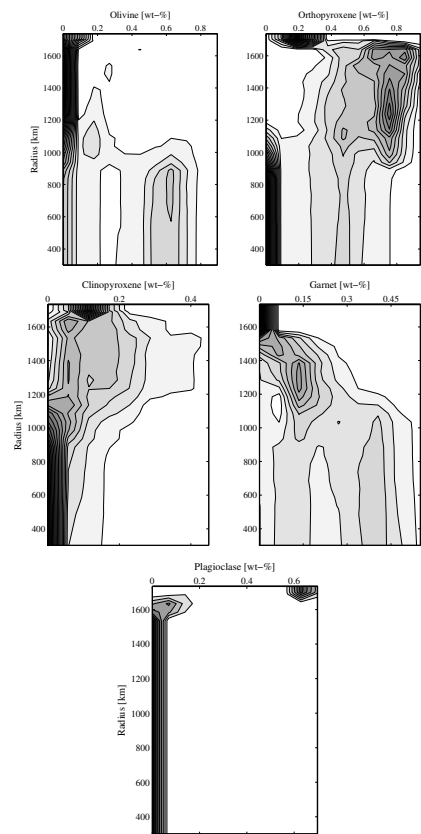 Olivine [wt−%]
0 0.2 0.4 0.6 0.8
Radius [km]
1600
1400
1200
1000
800
600
400
Orthopyroxene [wt−%]
0 0.2 0.4 0.6 0.8
1600
1400
1200
1000
800
600
400
Clinopyroxene [wt−%]
0 0.2 0.4
Radius [km]
1600
1400
1200
1000
800
600
400
Garnet [wt−%]
0 0.15 0.3 0.45
1600
1400
1200
1000
800
600
400
Plagioclase [wt−%]
0 0.2 0.4 0.6
Radius [km]
1600
1400
1200
1000
800
600
400